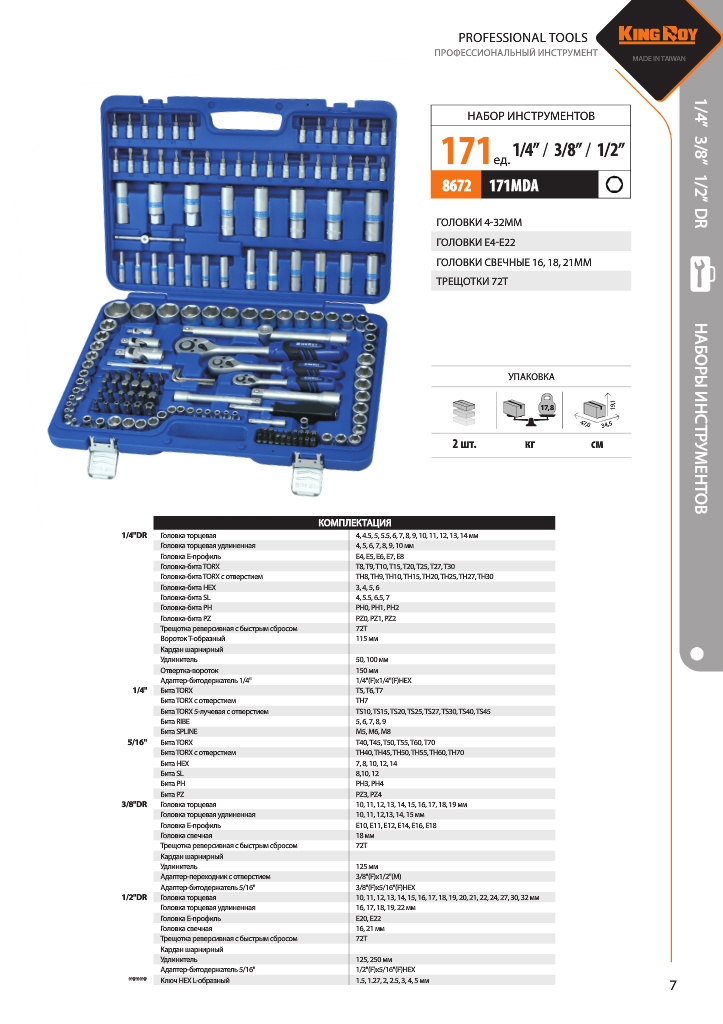 PROFESSIONAL TOOLS
ПРОФЕССИОНАЛЬНЫЙ ИНСТРУМЕНТ
KING ROY
MADE IN TAIWAN
1/4” 3/8” 1/2” DR
НАБОРЫ ИНСТРУМЕНТОВ
НАБОР ИНСТРУМЕНТОВ
171 ед. 1/4” / 3/8” / 1/2”
8672 171MDA
ГОЛОВКИ 4-32ММ
ГОЛОВКИ Е4-Е22
ГОЛОВКИ СВЕЧНЫЕ 16, 18, 21ММ
ТРЕЩОТКИ 72Т
УПАКОВКА
17,8
47,0 34,5 19,1
2 шт. кг см
КОМПЛЕКТАЦИЯ
1/4"DR Головка торцевая 4, 4.5, 5, 5.5, 6, 7, 8, 9, 10, 11, 12, 13, 14 мм
Головка торцевая удлиненная 4, 5, 6, 7, 8, 9, 10 мм
Головка Е-профиль E4, E5, E6, E7, E8
Головка-бита TORX T8, T9, T10, T15, T20, T25, T27, T30
Головка-бита TORX с отверстием TH8, TH9, TH10, TH15, TH20, TH25, TH27, TH30
Головка-бита HEX 3, 4, 5, 6
Головка-бита SL 4, 5.5, 6.5, 7
Головка-бита PH PH0, PH1, PH2
Головка-бита PZ PZ0, PZ1, PZ2
Трещотка реверсивная с быстрым сбросом 72Т
Вороток Т-образный 115 мм
Кардан шарнирный
Удлинитель 50, 100 мм
Отвертка-вороток 150 мм
Адаптер-битодержатель 1/4" 1/4"(F)x1/4"(F)HEX
1/4" Бита TORX T5, T6, T7
Бита TORX с отверстием TH7
Бита TORX 5-лучевая с отверстием TS10, TS15, TS20, TS25, TS27, TS30, TS40, TS45
Бита RIBE 5, 6, 7, 8, 9
Бита SPLINE M5, M6, M8
5/16" Бита TORX T40, T45, T50, T55, T60, T70
Бита TORX с отверстием TH40, TH45, TH50, TH55, TH60, TH70
Бита HEX 7, 8, 10, 12, 14
Бита SL 8,10, 12
Бита PH PH3, PH4
Бита PZ PZ3, PZ4
3/8"DR Головка торцевая 10, 11, 12, 13, 14, 15, 16, 17, 18, 19 мм
Головка торцевая удлиненная 10, 11, 12,13, 14, 15 мм
Головка Е-профиль E10, E11, E12, E14, E16, E18
Головка свечная 18 мм
Трещотка реверсивная с быстрым сбросом 72Т
Кардан шарнирный
Удлинитель 125 мм
Адаптер-переходник с отверстием 3/8"(F)x1/2"(M)
Адаптер-битодержатель 5/16" 3/8"(F)x5/16"(F)HEX
1/2"DR Головка торцевая 10, 11, 12, 13, 14, 15, 16, 17, 18, 19, 20, 21, 22, 24, 27, 30, 32 мм
Головка торцевая удлиненная 16, 17, 18, 19, 22 мм
Головка Е-профиль E20, E22
Головка свечная 16, 21 мм
Трещотка реверсивная с быстрым сбросом 72Т
Кардан шарнирный
Удлинитель 125, 250 мм
Адаптер-битодержатель 5/16" 1/2"(F)x5/16"(F)HEX
Ключ HEX L-образный 1.5, 1.27, 2, 2.5, 3, 4, 5 мм
7